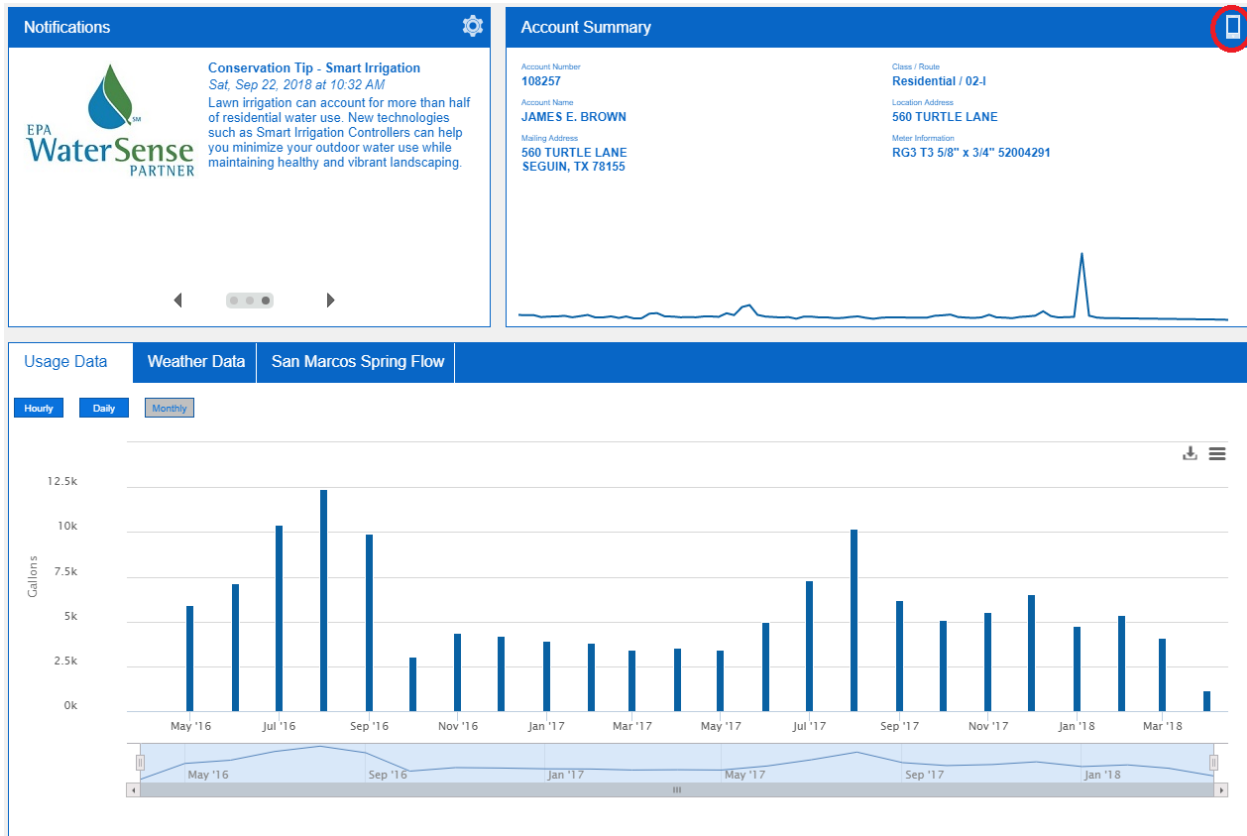 Notifications
Conservation Tip - Smart Irrigation
Sat, Sep 22, 2018 at 10:32 AM
Lawn irrigation can account for more than half
of residential water use. New technologies
such as Smart Irrigation Controllers can help
you minimize your outdoor water use while
maintaining healthy and vibrant landscaping.
EPA
WaterSense
SM
PARTNER
Account Summary
Account Number
108257
Account Name
JAMES E. BROWN
Mailing Address
560 TURTLE LANE
SEGUIN, TX 78155
Class / Route
Residential / 02-I
Location Address
560 TURTLE LANE
Meter Information
RG3 T3 5/8" x 3/4" 52004291
Usage Data
Weather Data
San Marcos Spring Flow
Hourly
Daily
Monthly
Gallons
12.5k
10k
7.5k
5k
2.5k
0k
May '16
Jul '16
Sep '16
Nov '16
Jan '17
Mar '17
May '17
Jul '17
Sep '17
Nov '17
Jan '18
Mar '18
May '16
Sep '16
Jan '17
May '17
Sep '17
Jan '18